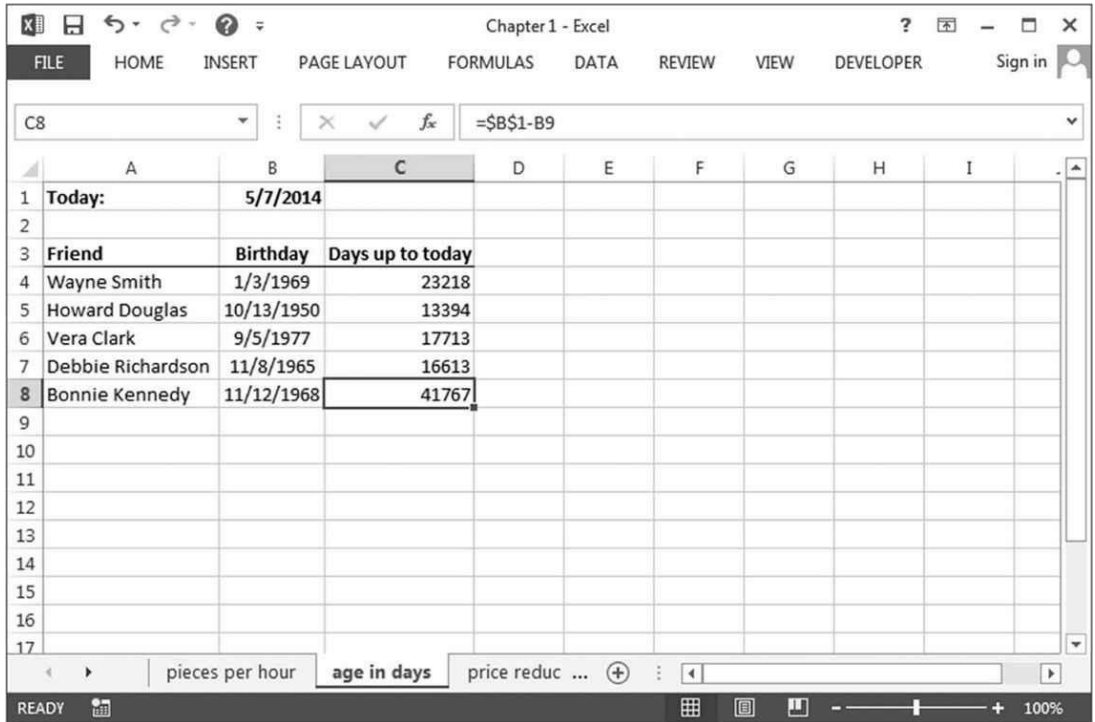 Chapter 1 - Excel
?
FILE HOME INSERT PAGE LAYOUT FORMULAS DATA REVIEW VIEW DEVELOPER Sign in
C8 fx =$B$1-B9
A B C D E F G H I
1 Today: 5/7/2014
2
3 Friend Birthday Days up to today
4 Wayne Smith 1/3/1969 23218
5 Howard Douglas 10/13/1950 13394
6 Vera Clark 9/5/1977 17713
7 Debbie Richardson 11/8/1965 16613
8 Bonnie Kennedy 11/12/1968 41767
9
10
11
12
13
14
15
16
17
pieces per hour age in days price reduc ...
READY 100%